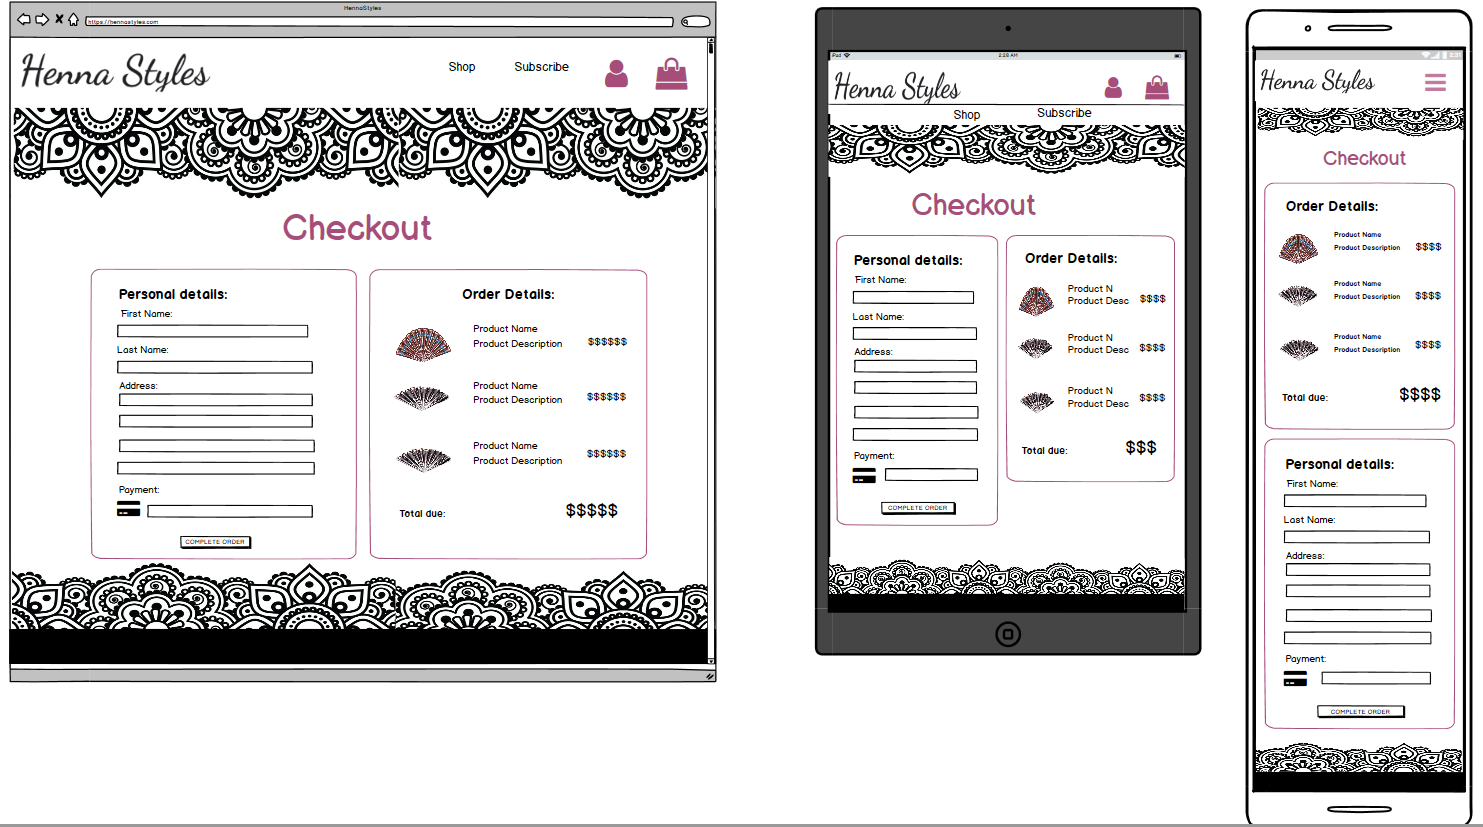 HennaStyles
https://hennastyles.com
Henna Styles
Shop
Subscribe
Checkout
Personal details:
First Name:
Last Name:
Address:
Payment:
COMPLETE ORDER
Order Details:
Product Name
Product Description
$$$$$$
Product Name
Product Description
$$$$$$
Product Name
Product Description
$$$$$$
Total due:
$$$$$
iPad
2:28 AM
Henna Styles
Shop
Subscribe
Checkout
Personal details:
First Name:
Last Name:
Address:
Payment:
COMPLETE ORDER
Order Details:
Product N
Product Desc
$$$$
Product N
Product Desc
$$$$
Product N
Product Desc
$$$$
Total due:
$$$
Henna Styles
Checkout
Order Details:
Product Name
Product Description
$$$$
Product Name
Product Description
$$$$
Product Name
Product Description
$$$$
Total due:
$$$$
Personal details:
First Name:
Last Name:
Address:
Payment:
COMPLETE ORDER